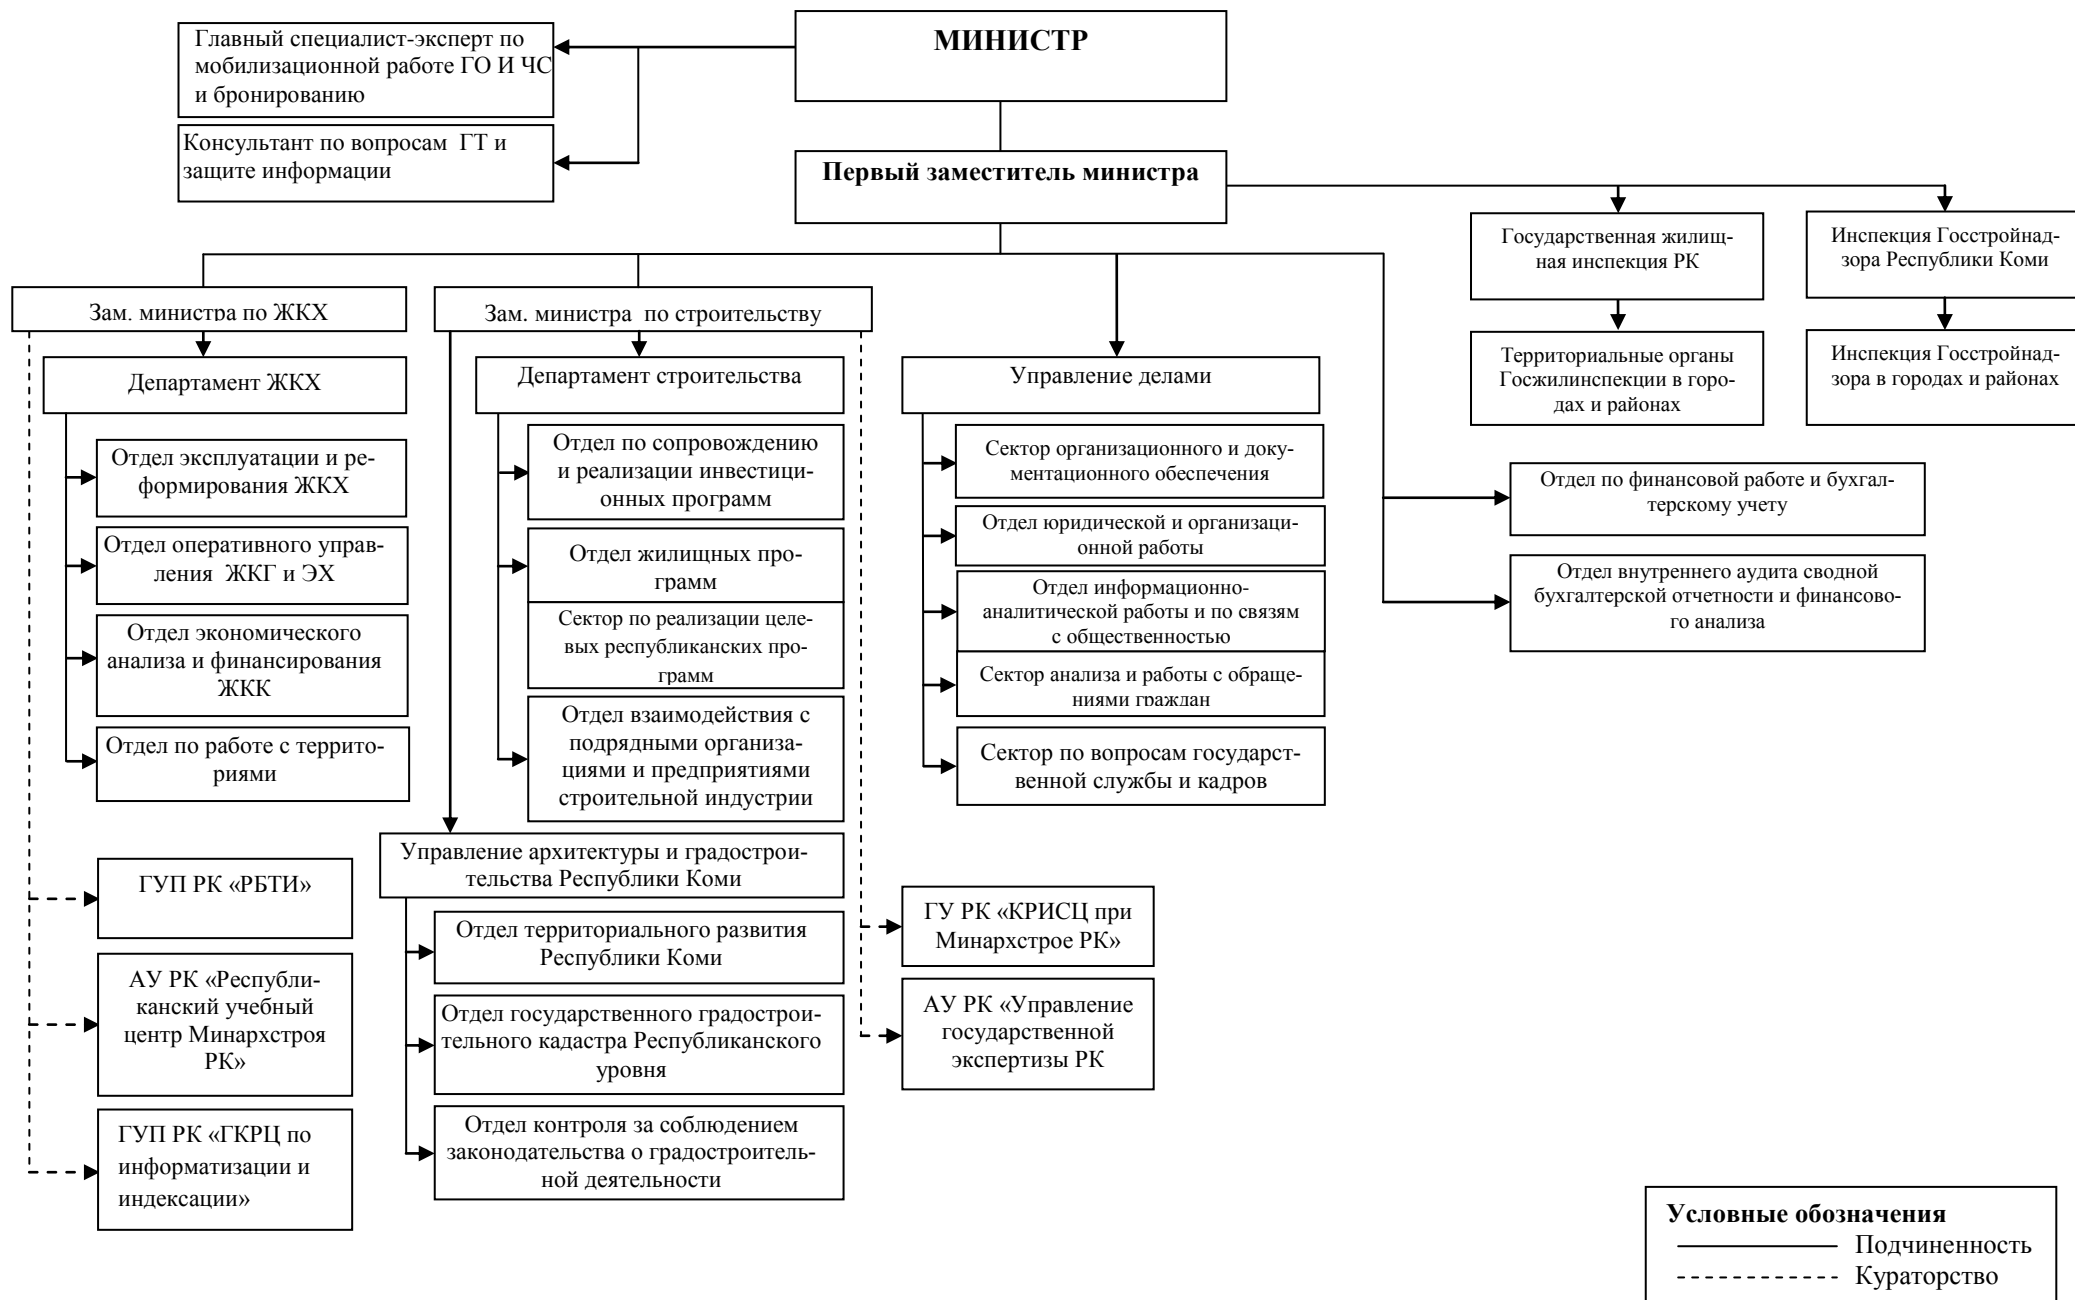 МИНИСТР
Главный специалист-эксперт по
мобилизационной работе ГО И ЧС
и бронированию
Консультант по вопросам ГТ и
защите информации
Первый заместитель министра
Государственная жилищ-
ная инспекция РК
Инспекция Госстройнад-
зора Республики Коми
Территориальные органы
Госжилинспекции в горо-
дах и районах
Инспекция Госстройнад-
зора в городах и районах
Зам. министра по ЖКХ
Зам. министра по строительству
Департамент ЖКХ
Отдел эксплуатации и ре-
формирования ЖКХ
Отдел оперативного управ-
ления ЖКГ и ЭХ
Отдел экономического
анализа и финансирования
ЖКК
Отдел по работе с террито-
риями
Департамент строительства
Отдел по сопровождению
и реализации инвестици-
онных программ
Отдел жилищных про-
грамм
Сектор по реализации целе-
вых республиканских про-
грамм
Отдел взаимодействия с
подрядными организа-
циями и предприятиями
строительной индустрии
Управление делами
Сектор организационного и доку-
ментационного обеспечения
Отдел юридической и организаци-
онной работы
Отдел информационно-
аналитической работы и по связям
с общественностью
Сектор анализа и работы с обраще-
ниями граждан
Сектор по вопросам государст-
венной службы и кадров
Отдел по финансовой работе и бухгал-
терскому учету
Отдел внутреннего аудита сводной
бухгалтерской отчетности и финансово-
го анализа
ГУП РК «РБТИ»
АУ РК «Республи-
канский учебный
центр Минархстроя
РК»
ГУП РК «ГКРЦ по
информатизации и
индексации»
Управление архитектуры и градострои-
тельства Республики Коми
Отдел территориального развития
Республики Коми
Отдел государственного градострои-
тельного кадастра Республиканского
уровня
Отдел контроля за соблюдением
законодательства о градостроитель-
ной деятельности
ГУ РК «КРИСЦ при
Минархстрое РК»
АУ РК «Управление
государственной
экспертизы РК
Условные обозначения
Подчиненность
Кураторство